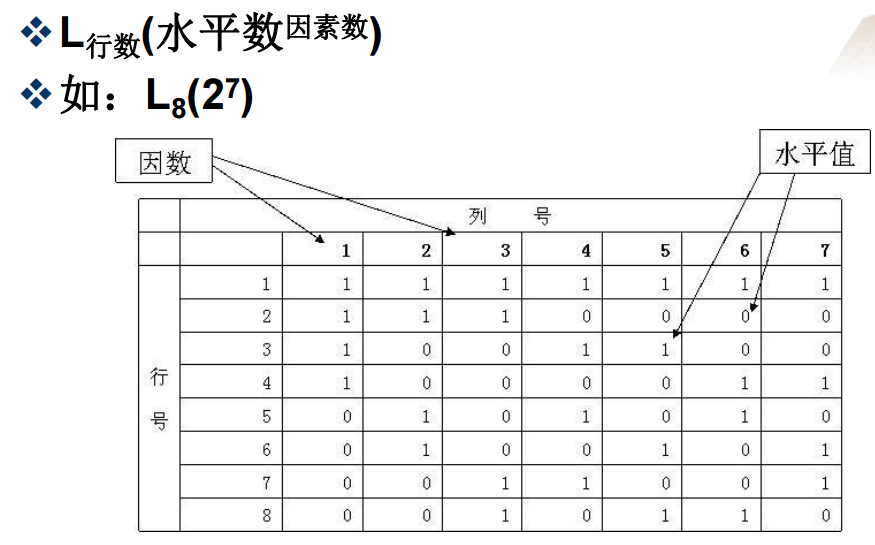 ❖L行数(水平数因素数)
❖如：L8(2⁷)
因数 水平值
列 号
1 2 3 4 5 6 7
1 1 1 1 1 1 1 1
2 1 1 1 0 0 0 0
3 1 0 0 1 1 0 0
行 4 1 0 0 0 0 1 1
号 5 0 1 0 1 0 1 0
6 0 1 0 0 1 0 1
7 0 0 1 1 0 0 1
8 0 0 1 0 1 1 0